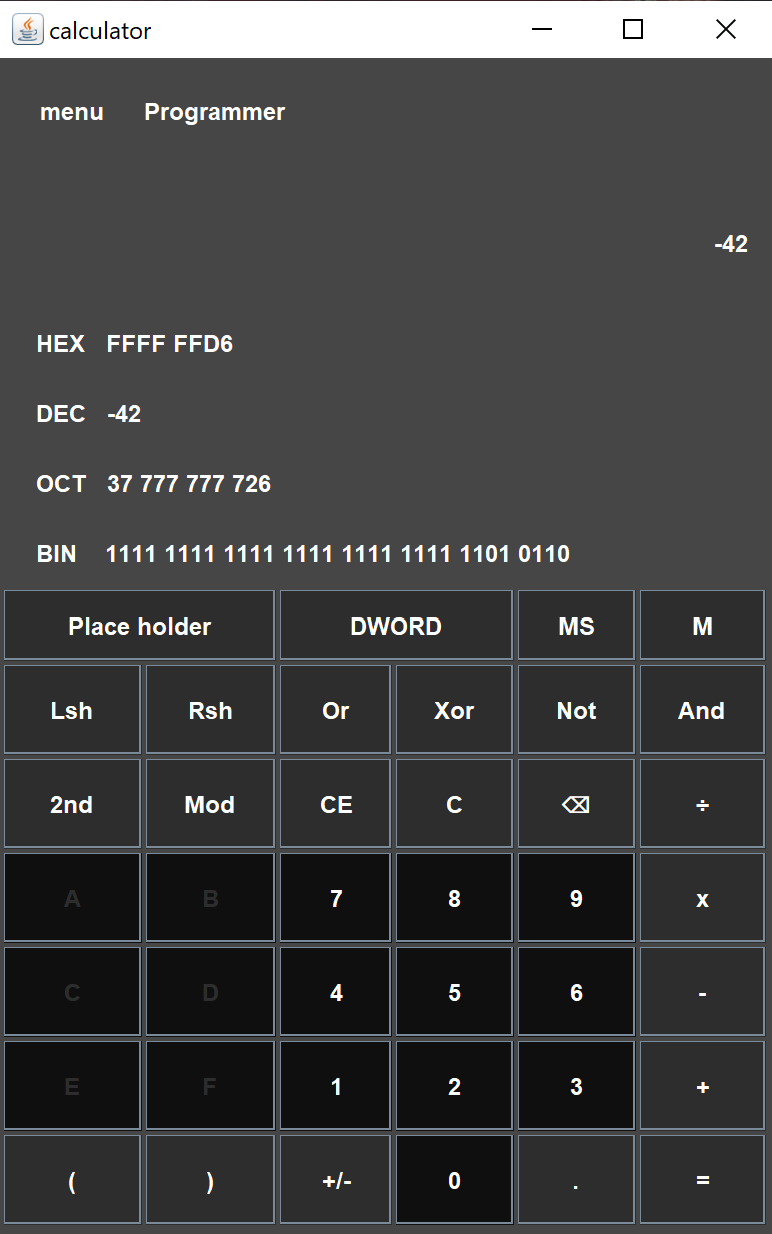 calculator
menu Programmer
-42
HEX FFFF FFD6
DEC -42
OCT 37 777 777 726
BIN 1111 1111 1111 1111 1111 1111 1101 0110
Place holder DWORD MS M
Lsh Rsh Or Xor Not And
2nd Mod CE C ⌫ ÷
A B 7 8 9 x
C D 4 5 6 -
E F 1 2 3 +
( ) +/- 0 . =